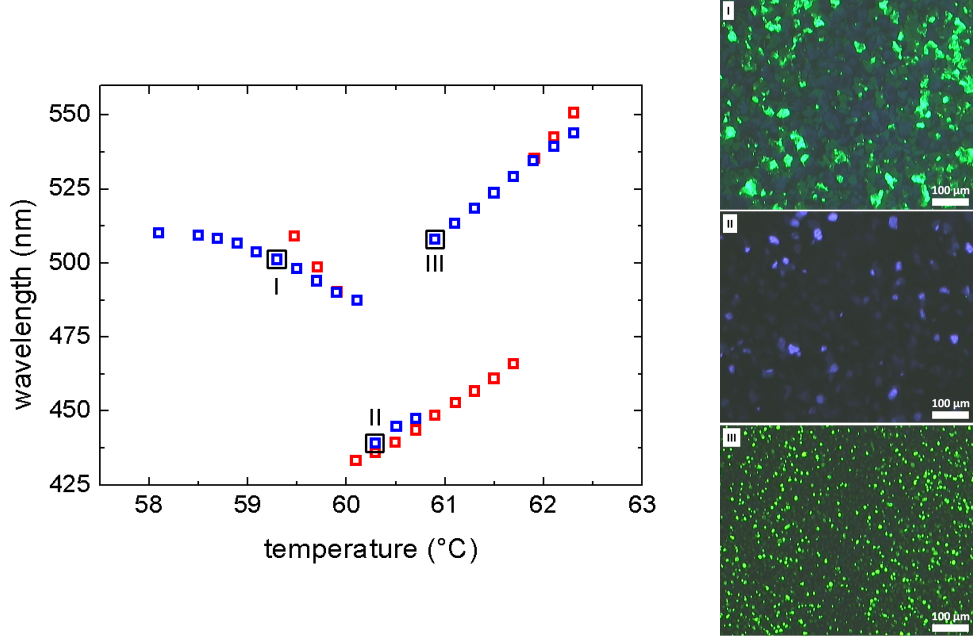 550
525
500
475
450
425
58
59
60
61
62
63
wavelength (nm)
temperature (°C)
I
II
III
I
100 µm
II
100 µm
III
100 µm